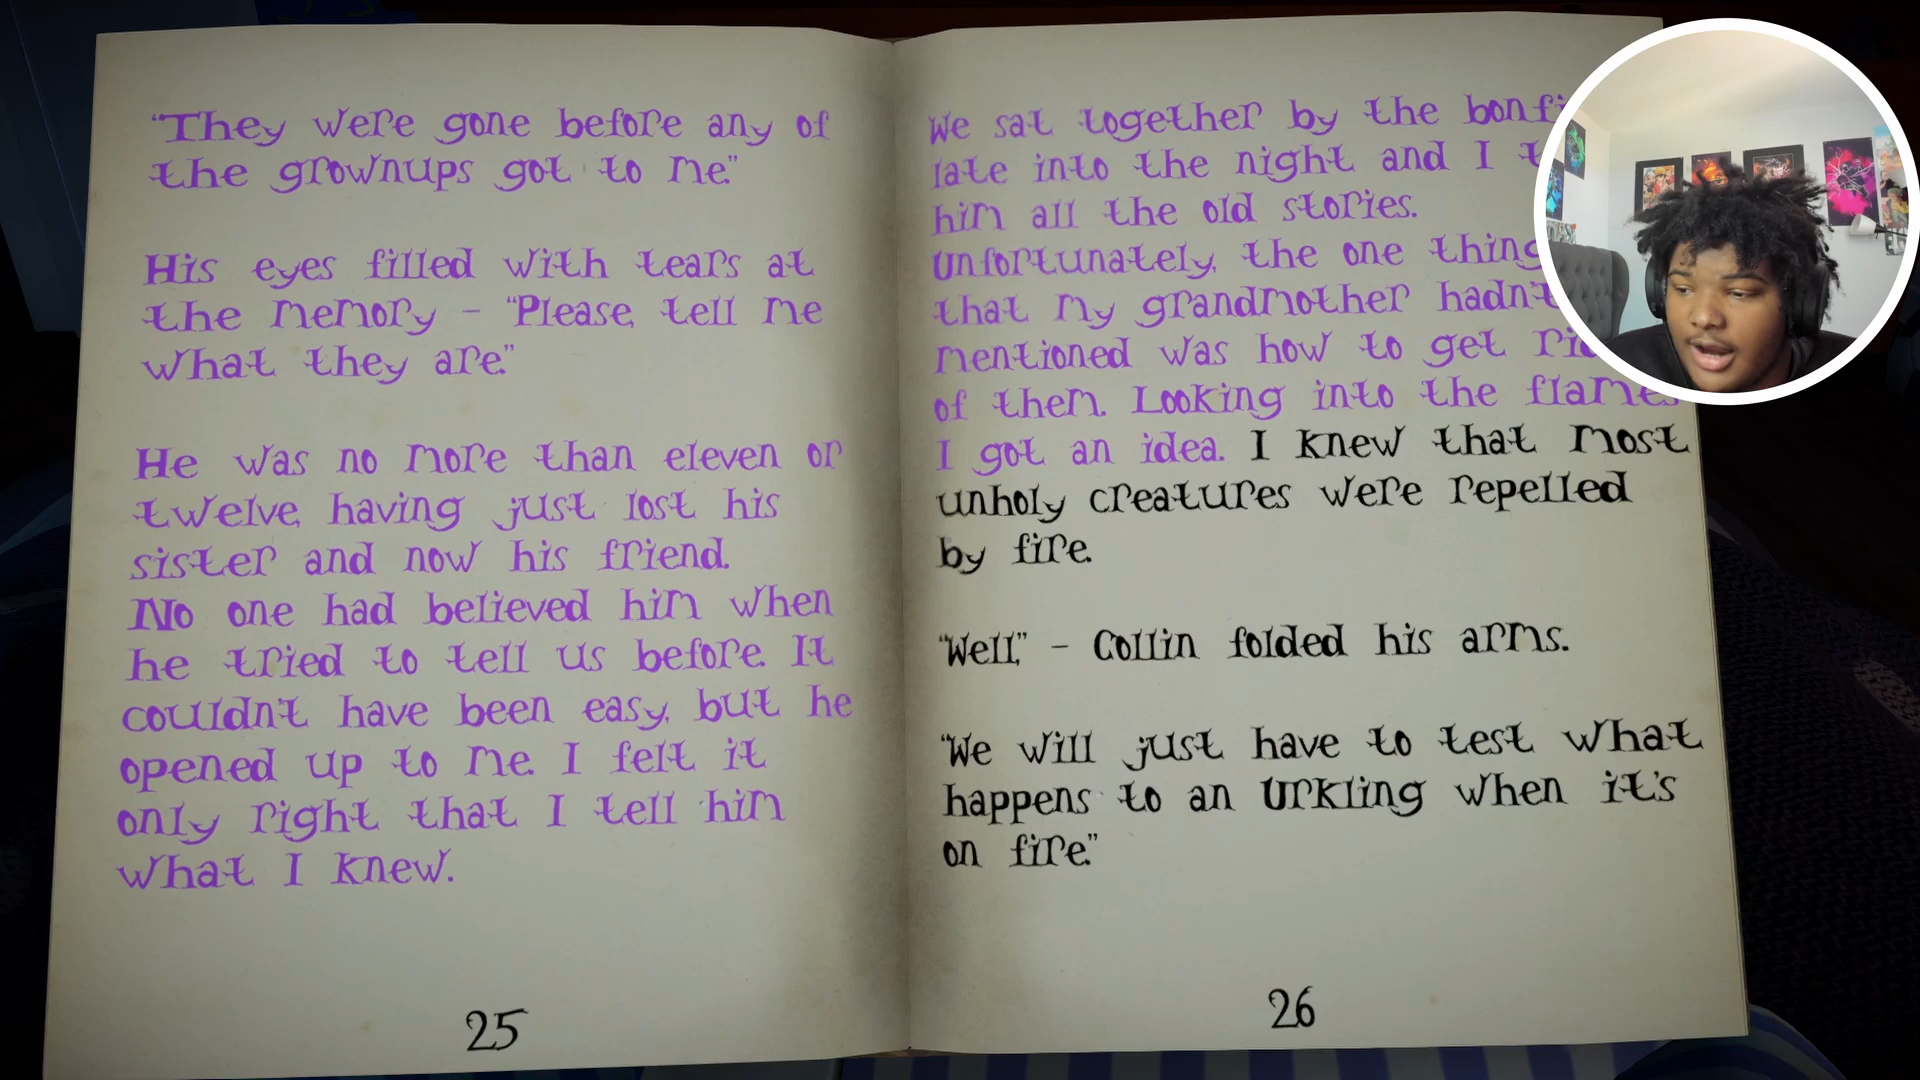 “They were gone before any of
the grownups got to me.”
His eyes filled with tears at
the memory - “Please, tell me
what they are.”
He was no more than eleven or
twelve, having just lost his
sister and now his friend.
No one had believed him when
he tried to tell us before. It
couldn't have been easy, but he
opened up to me. I felt it
only right that I tell him
what I knew.
25
We sat together by the
late into the night and I
him all the old stories.
Unfortunately, the one thing
that my grandmother hadn't
mentioned was how to get
of them. Looking into the flames
I got an idea. I knew that most
unholy creatures were repelled
by fire.
“Well,” - Collin folded his arms.
“We will just have to test what
happens to an Urkling when it's
on fire.”
26